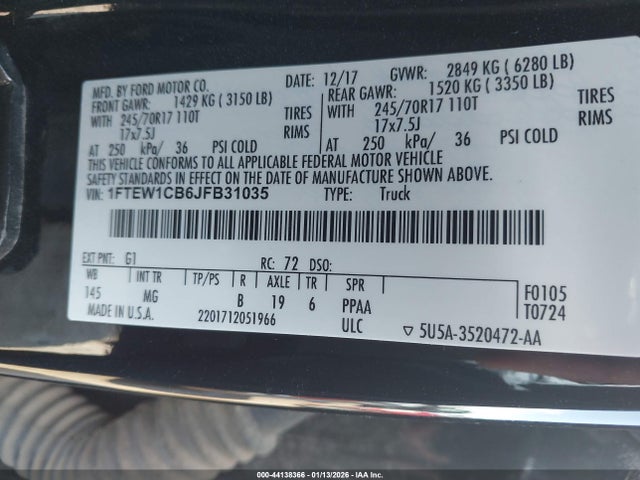 MFD. BY FORD MOTOR CO.
DATE: 12/17 GVWR: 2849 KG ( 6280 LB)
FRONT GAWR: 1429 KG ( 3150 LB)
REAR GAWR: 1520 KG ( 3350 LB)
WITH 245/70R17 110T TIRES
WITH 245/70R17 110T TIRES
17x7.5J RIMS
17x7.5J RIMS
AT 250 kPa/ 36 PSI COLD
AT 250 kPa/ 36 PSI COLD
THIS VEHICLE CONFORMS TO ALL APPLICABLE FEDERAL MOTOR VEHICLE
SAFETY STANDARDS IN EFFECT ON THE DATE OF MANUFACTURE SHOWN ABOVE.
VIN: 1FTEW1CB6JFB31035 TYPE: Truck
EXT PNT: G1 RC: 72 DSO:
WB INT TR TP/PS R AXLE TR SPR
145 MG B 19 6 PPAA
F0105
T0724
MADE IN U.S.A. 2201712051966 ULC ▽ 5U5A-3520472-AA
000-44138366 - 01/13/2026 - IAA Inc.